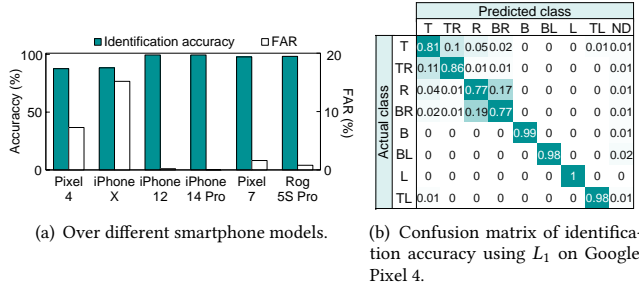 Identification accuracy FAR
100 50 0
Accuraccy (%)
20 10 0
FAR (%)
Pixel 4 iPhone X iPhone 12 iPhone 14 Pro Pixel 7 Rog 5S Pro
(a) Over different smartphone models.
Predicted class
T TR R BR B BL L TL ND
Actual class
T 0.81 0.1 0.05 0.02 0 0 0 0.01 0.01
TR 0.11 0.86 0.01 0.01 0 0 0 0 0.01
R 0.04 0.01 0.77 0.17 0 0 0 0 0.01
BR 0.02 0.01 0.19 0.77 0 0 0 0 0.01
B 0 0 0 0 0.99 0 0 0 0.01
BL 0 0 0 0 0 0.98 0 0 0.02
L 0 0 0 0 0 0 1 0 0
TL 0.01 0 0 0 0 0 0 0.98 0.01
(b) Confusion matrix of identifica-
tion accuracy using L1 on Google
Pixel 4.